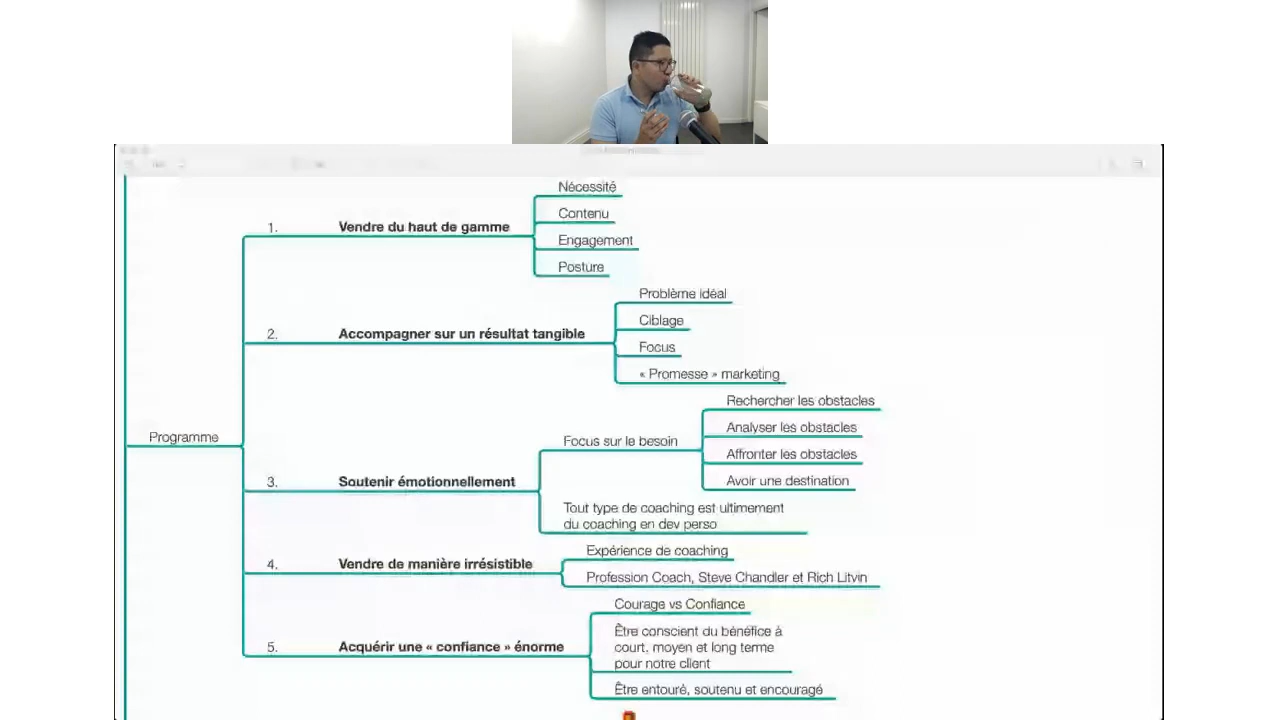 Programme
1. Vendre du haut de gamme
Nécessité
Contenu
Engagement
Posture
2. Accompagner sur un résultat tangible
Problème idéal
Ciblage
Focus
« Promesse » marketing
3. Soutenir émotionnellement
Focus sur le besoin
Rechercher les obstacles
Analyser les obstacles
Affronter les obstacles
Avoir une destination
Tout type de coaching est ultimement
du coaching en dev perso
4. Vendre de manière irrésistible
Expérience de coaching
Profession Coach, Steve Chandler et Rich Litvin
5. Acquérir une « confiance » énorme
Courage vs Confiance
Être conscient du bénéfice à
court, moyen et long terme
pour notre client
Être entouré, soutenu et encouragé